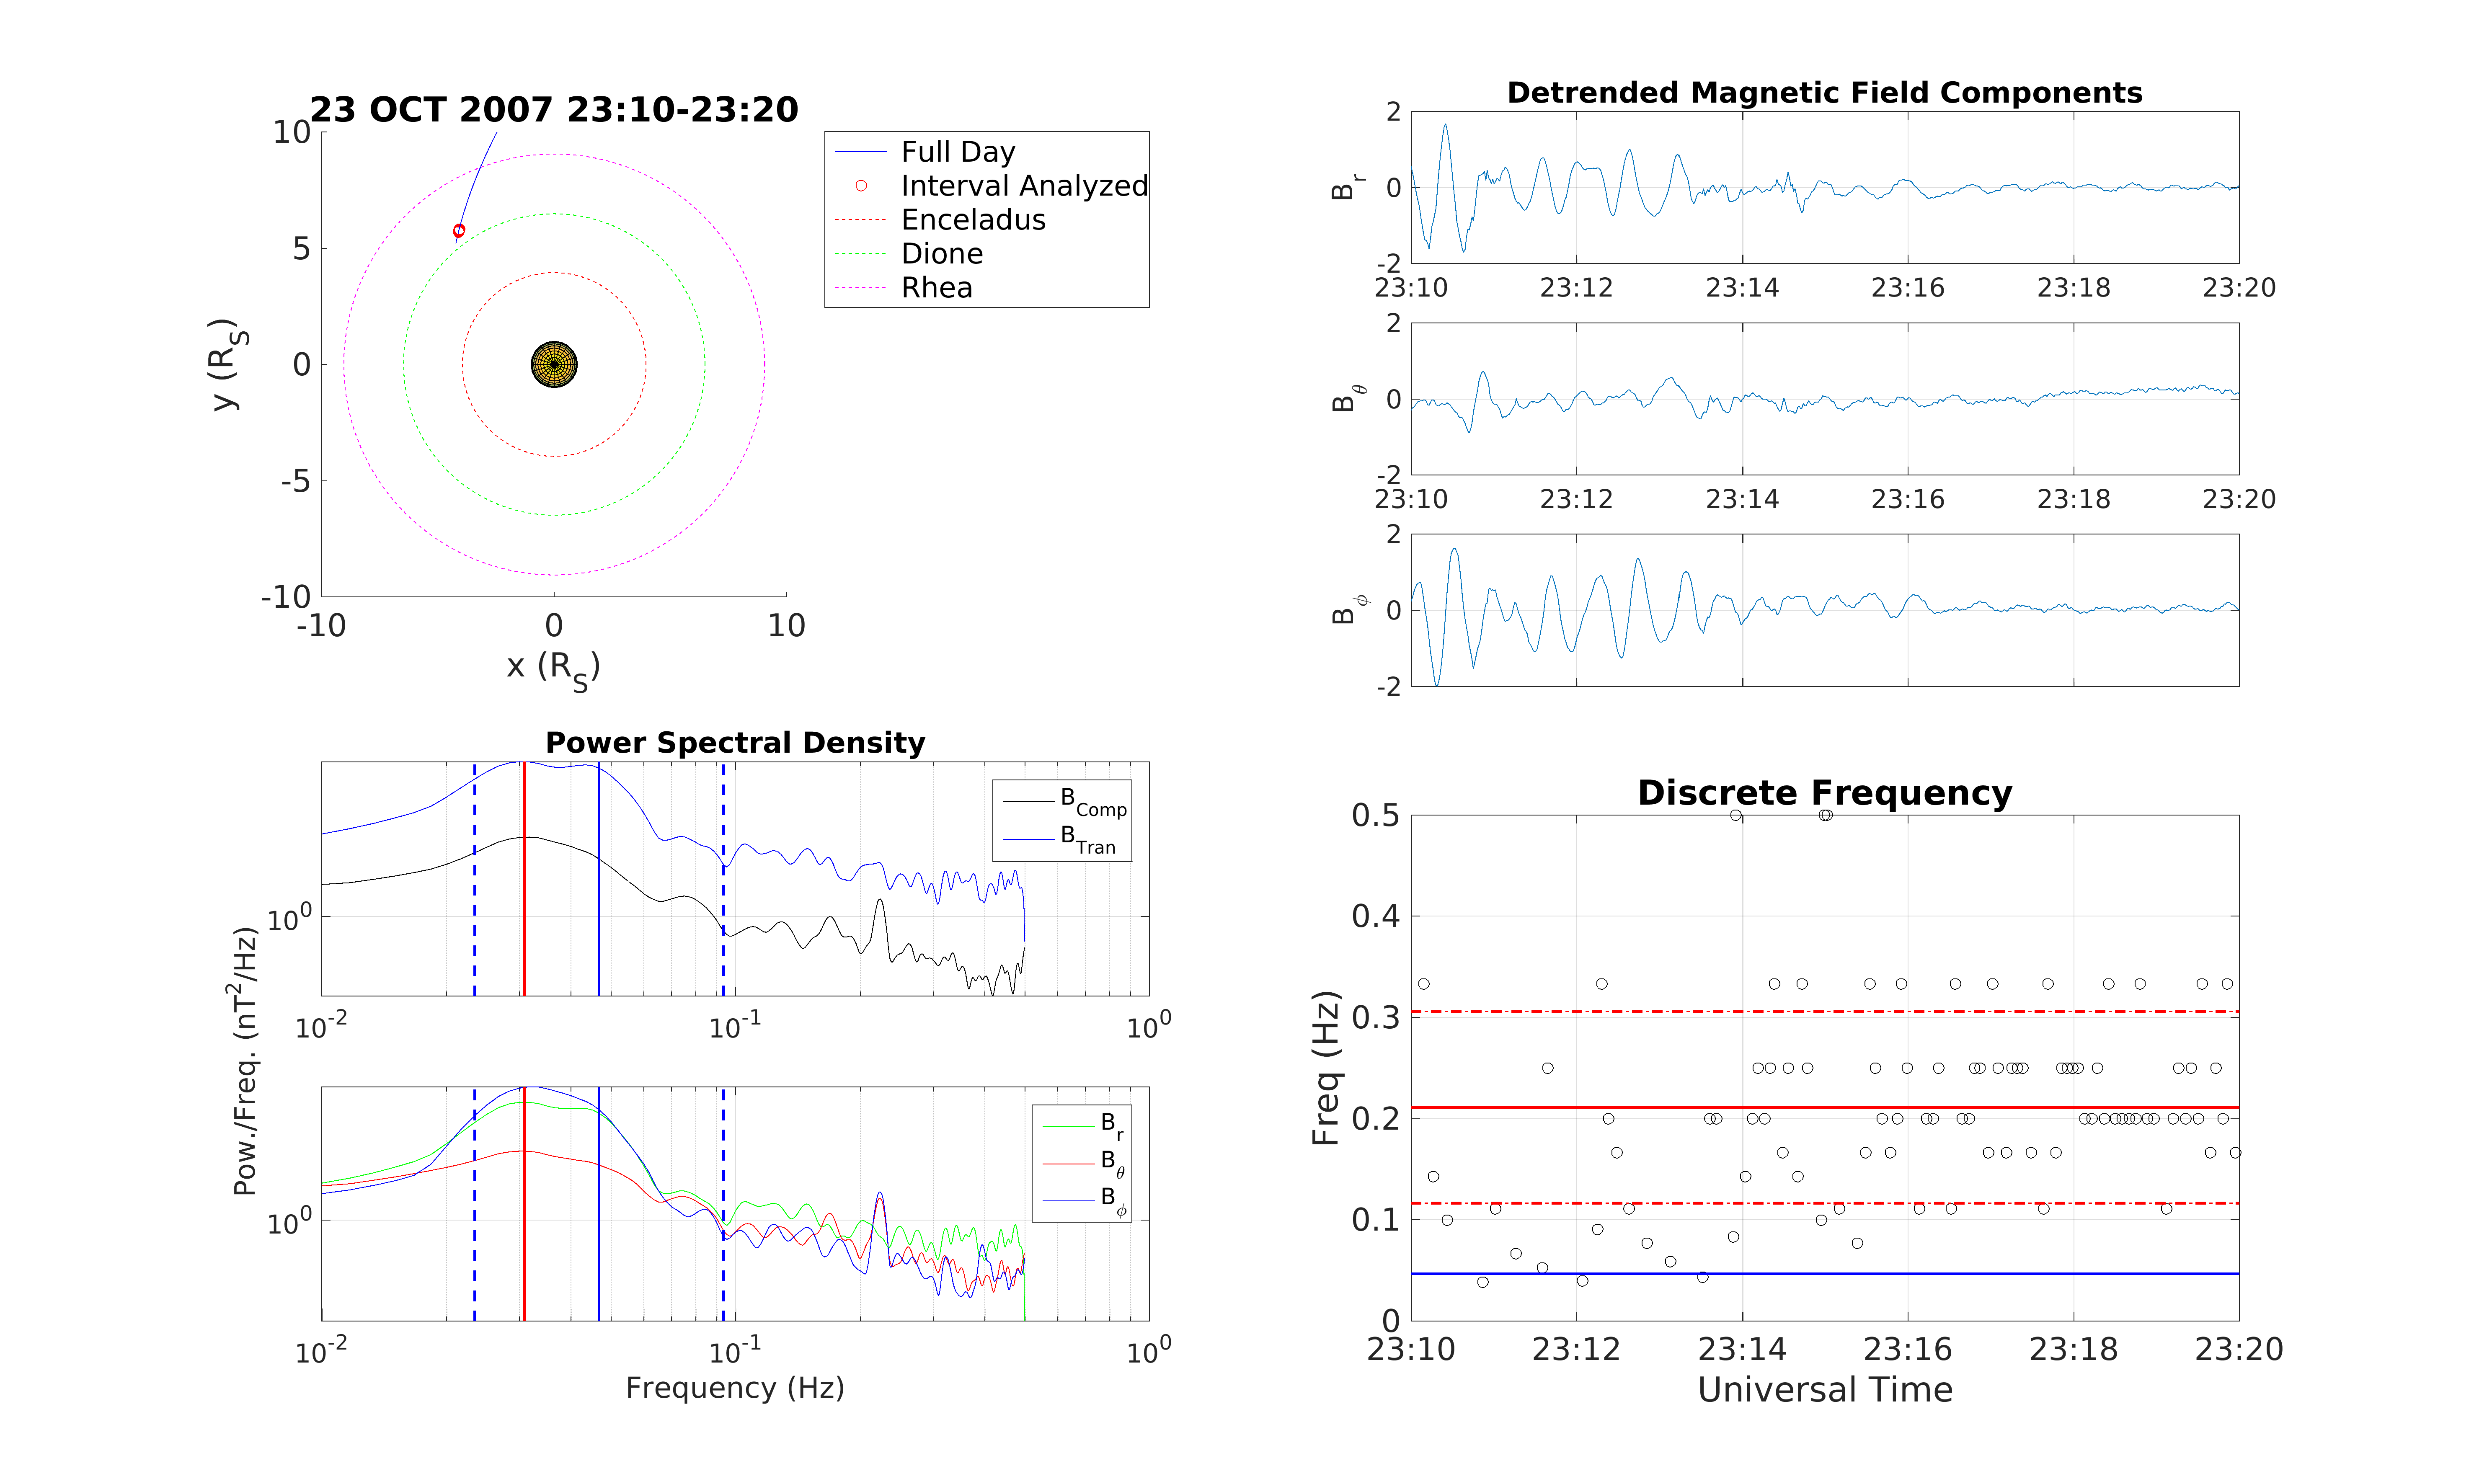 23 OCT 2007 23:10-23:20
10
5
0
-5
-10
-10 0 10
y (R_S)
x (R_S)
Full Day
Interval Analyzed
Enceladus
Dione
Rhea
Detrended Magnetic Field Components
B_r
2
0
-2
23:10 23:12 23:14 23:16 23:18 23:20
B_θ
2
0
-2
23:10 23:12 23:14 23:16 23:18 23:20
B_ϕ
2
0
-2
Power Spectral Density
B_Comp
B_Tran
10^0
10^-2 10^-1 10^0
Pow./Freq. (nT^2/Hz)
B_r
B_θ
B_ϕ
10^0
10^-2 10^-1 10^0
Frequency (Hz)
Discrete Frequency
0.5
0.4
0.3
0.2
0.1
0
Freq (Hz)
23:10 23:12 23:14 23:16 23:18 23:20
Universal Time